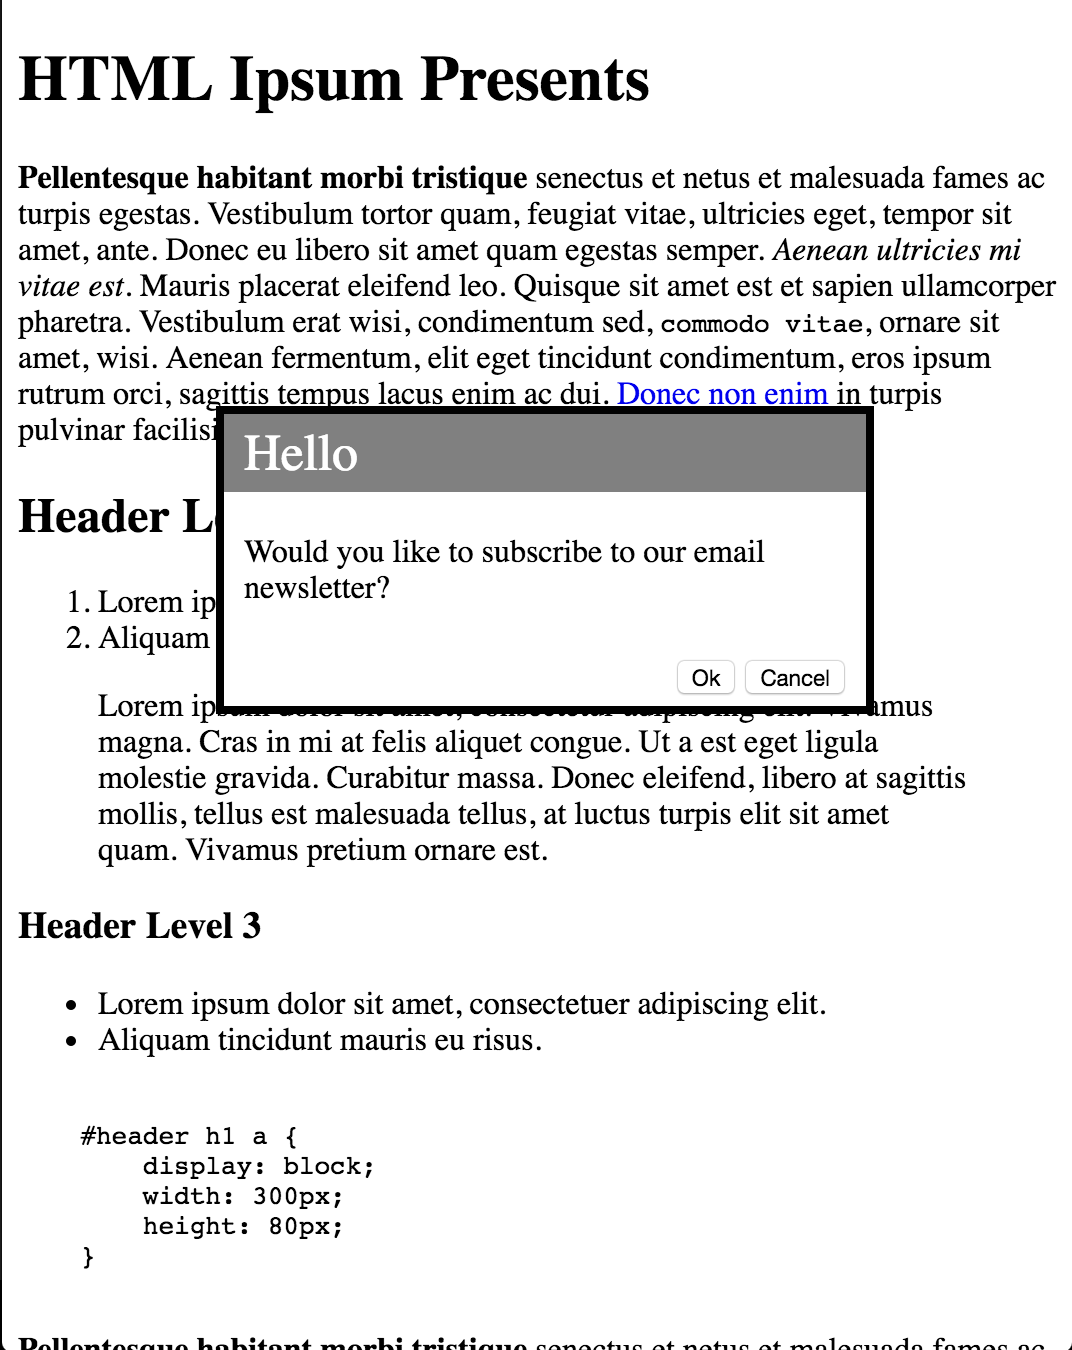 HTML Ipsum Presents
Pellentesque habitant morbi tristique senectus et netus et malesuada fames ac
turpis egestas. Vestibulum tortor quam, feugiat vitae, ultricies eget, tempor sit
amet, ante. Donec eu libero sit amet quam egestas semper. Aenean ultricies mi
vitae est. Mauris placerat eleifend leo. Quisque sit amet est et sapien ullamcorper
pharetra. Vestibulum erat wisi, condimentum sed, commodo vitae, ornare sit
amet, wisi. Aenean fermentum, elit eget tincidunt condimentum, eros ipsum
rutrum orci, sagittis tempus lacus enim ac dui. Donec non enim in turpis
pulvinar facilisi
Hello
Header L
Would you like to subscribe to our email
newsletter?
1. Lorem ip
2. Aliquam
Ok Cancel
Lorem ipsum dolor sit amet, consectetur adipiscing elit. Vivamus
magna. Cras in mi at felis aliquet congue. Ut a est eget ligula
molestie gravida. Curabitur massa. Donec eleifend, libero at sagittis
mollis, tellus est malesuada tellus, at luctus turpis elit sit amet
quam. Vivamus pretium ornare est.
Header Level 3
• Lorem ipsum dolor sit amet, consectetuer adipiscing elit.
• Aliquam tincidunt mauris eu risus.
#header h1 a {
    display: block;
    width: 300px;
    height: 80px;
}
Pellentesque habitant morbi tristique senectus et netus et malesuada fames ac